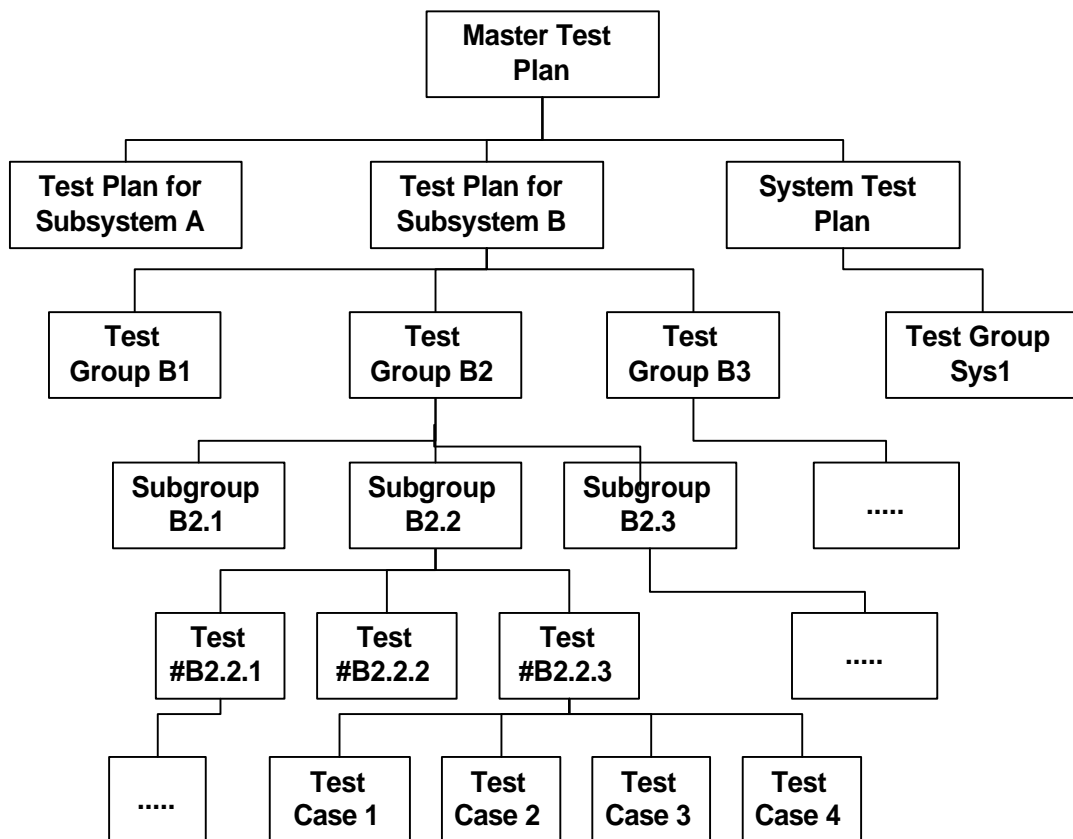 Master Test
Plan
Test Plan for
Subsystem A
Test Plan for
Subsystem B
System Test
Plan
Test
Group B1
Test
Group B2
Test
Group B3
Test Group
Sys1
Subgroup
B2.1
Subgroup
B2.2
Subgroup
B2.3
.....
Test
#B2.2.1
Test
#B2.2.2
Test
#B2.2.3
.....
.....
Test
Case 1
Test
Case 2
Test
Case 3
Test
Case 4